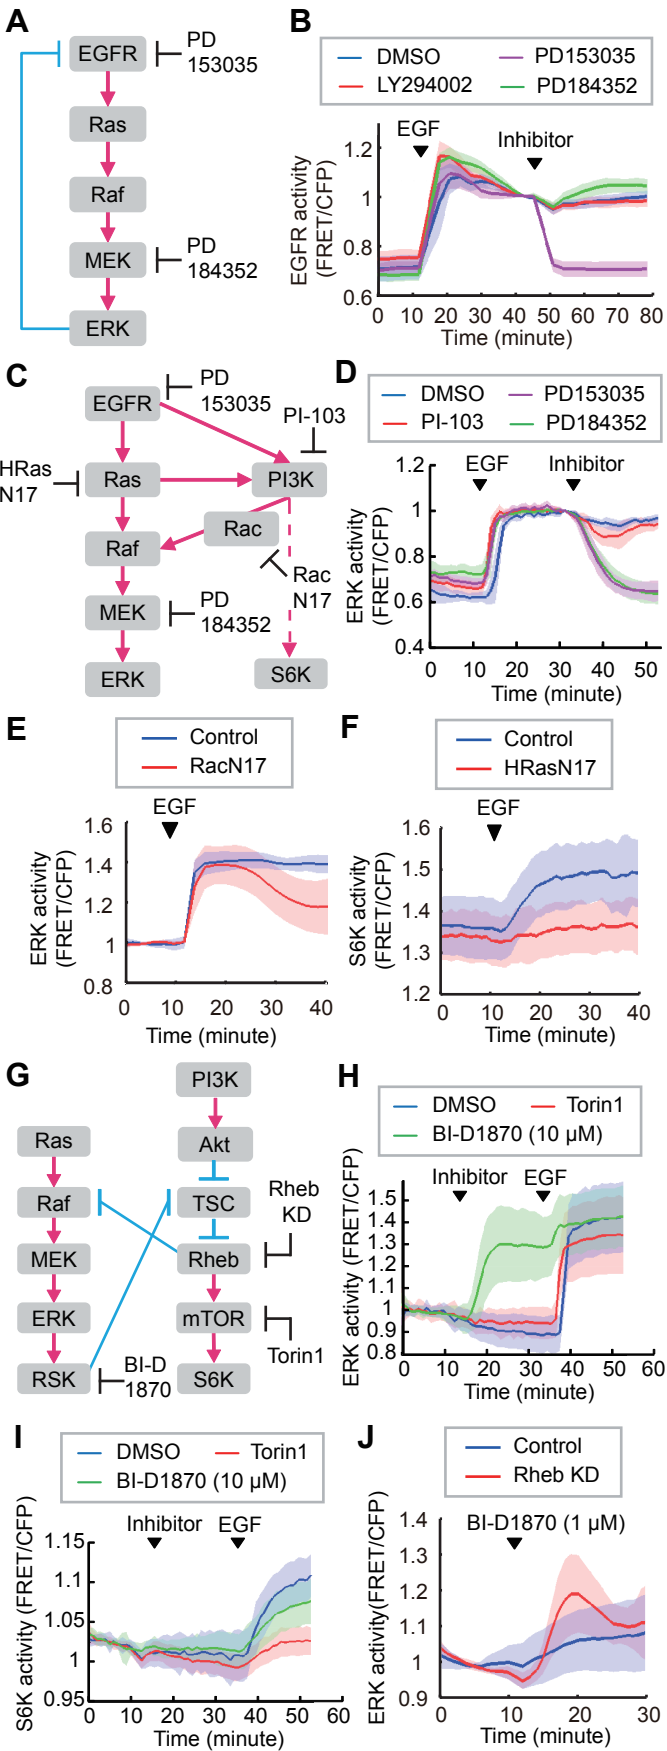 A
EGFR
PD
153035
Ras
Raf
MEK
PD
184352
ERK
B
DMSO
PD153035
LY294002
PD184352
EGF
Inhibitor
EGFR activity
(FRET/CFP)
1.2
1
0.8
0.6
0 10 20 30 40 50 60 70 80
Time (minute)
C
EGFR
PD
153035
PI-103
HRas
N17
Ras
PI3K
Rac
Raf
Rac
N17
MEK
PD
184352
ERK
S6K
D
DMSO
PD153035
PI-103
PD184352
EGF
Inhibitor
ERK activity
(FRET/CFP)
1.2
1
0.8
0.6
0.4
0 10 20 30 40 50
Time (minute)
E
Control
RacN17
EGF
ERK activity
(FRET/CFP)
1.6
1.4
1.2
1
0.8
0 10 20 30 40
Time (minute)
F
Control
HRasN17
EGF
S6K activity
(FRET/CFP)
1.6
1.5
1.4
1.3
1.2
0 10 20 30 40
Time (minute)
G
PI3K
Ras
Akt
Raf
TSC
Rheb
KD
MEK
Rheb
ERK
mTOR
Torin1
RSK
BI-D
1870
S6K
H
DMSO
Torin1
BI-D1870 (10 μM)
Inhibitor
EGF
ERK activity (FRET/CFP)
1.5
1.4
1.3
1.2
1.1
1
0.9
0.8
0 10 20 30 40 50 60
Time (minute)
I
DMSO
Torin1
BI-D1870 (10 μM)
Inhibitor
EGF
S6K activity (FRET/CFP)
1.15
1.1
1.05
1
0.95
0 10 20 30 40 50 60
Time (minute)
J
Control
Rheb KD
BI-D1870 (1 μM)
ERK activity(FRET/CFP)
1.4
1.3
1.2
1.1
1
0.9
0 10 20 30
Time (minute)